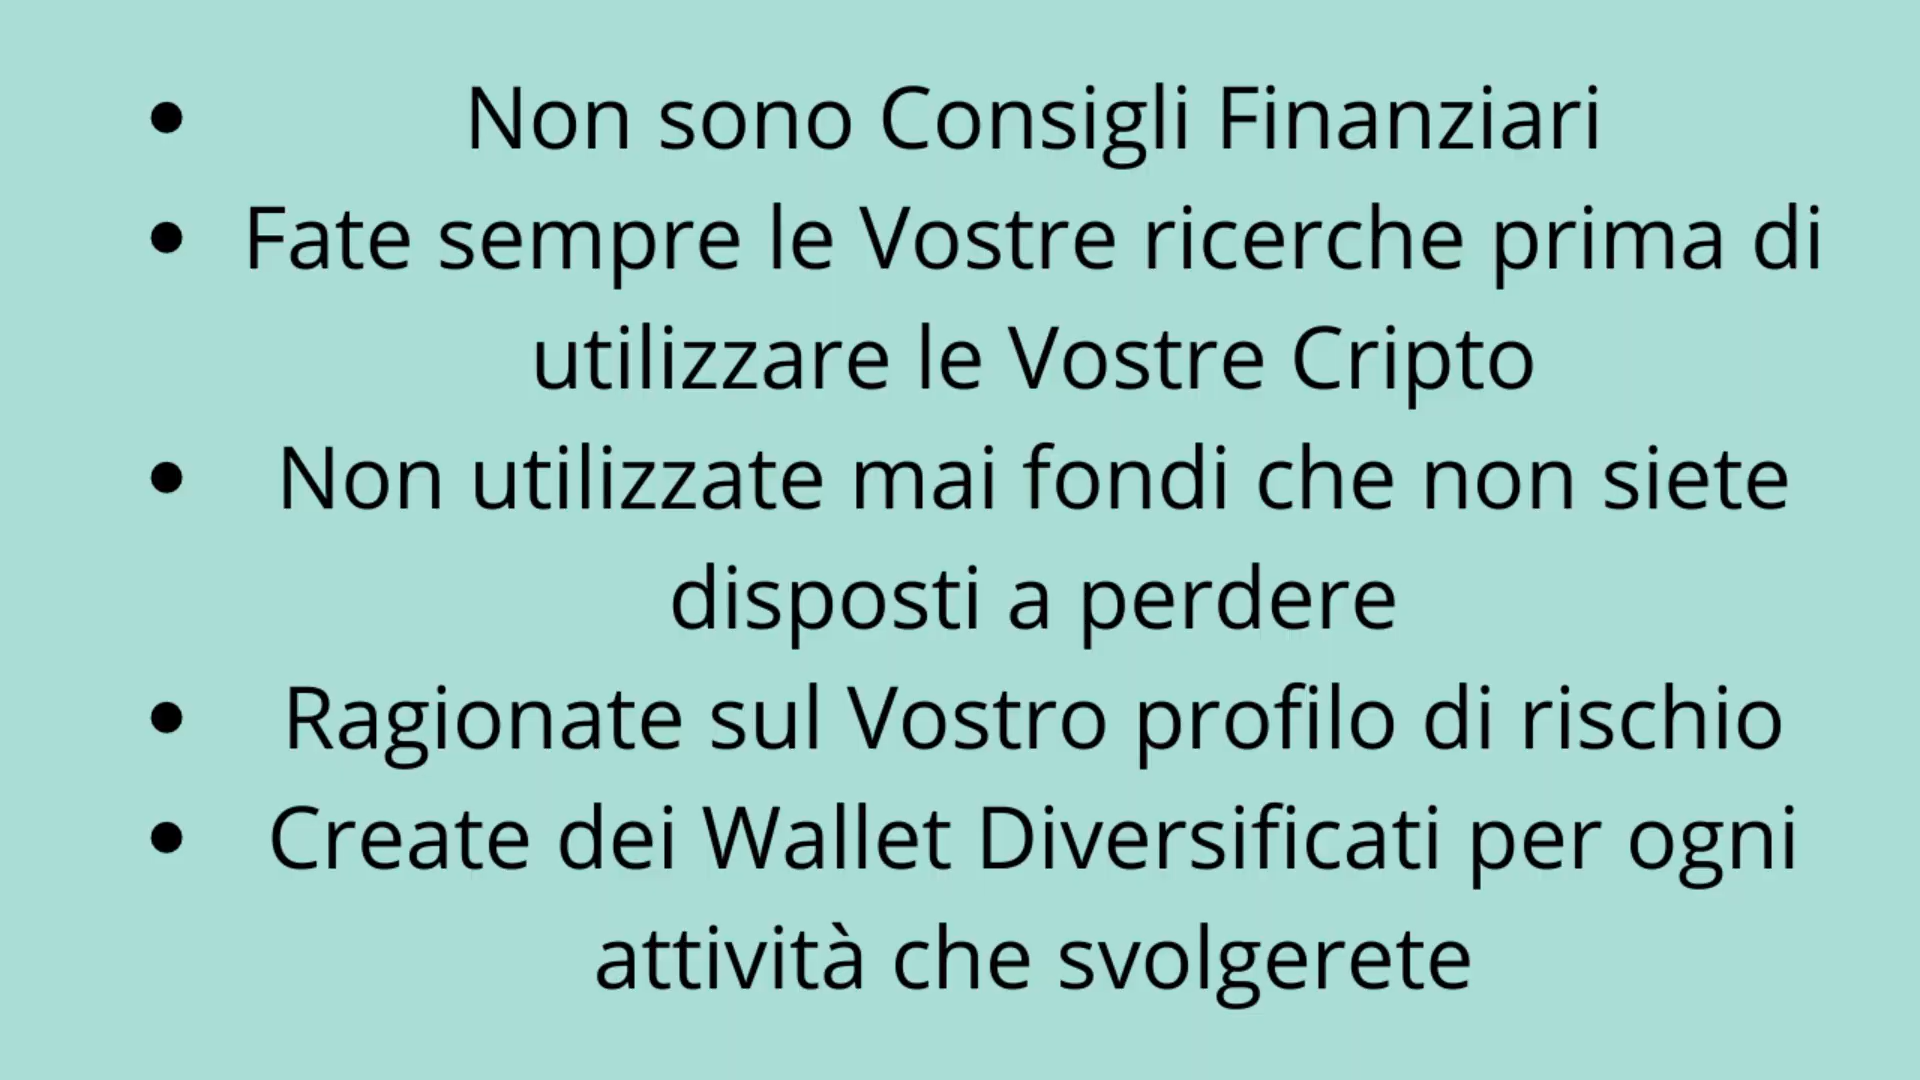 • Non sono Consigli Finanziari
• Fate sempre le Vostre ricerche prima di
utilizzare le Vostre Cripto
• Non utilizzate mai fondi che non siete
disposti a perdere
• Ragionate sul Vostro profilo di rischio
• Create dei Wallet Diversificati per ogni
attività che svolgerete